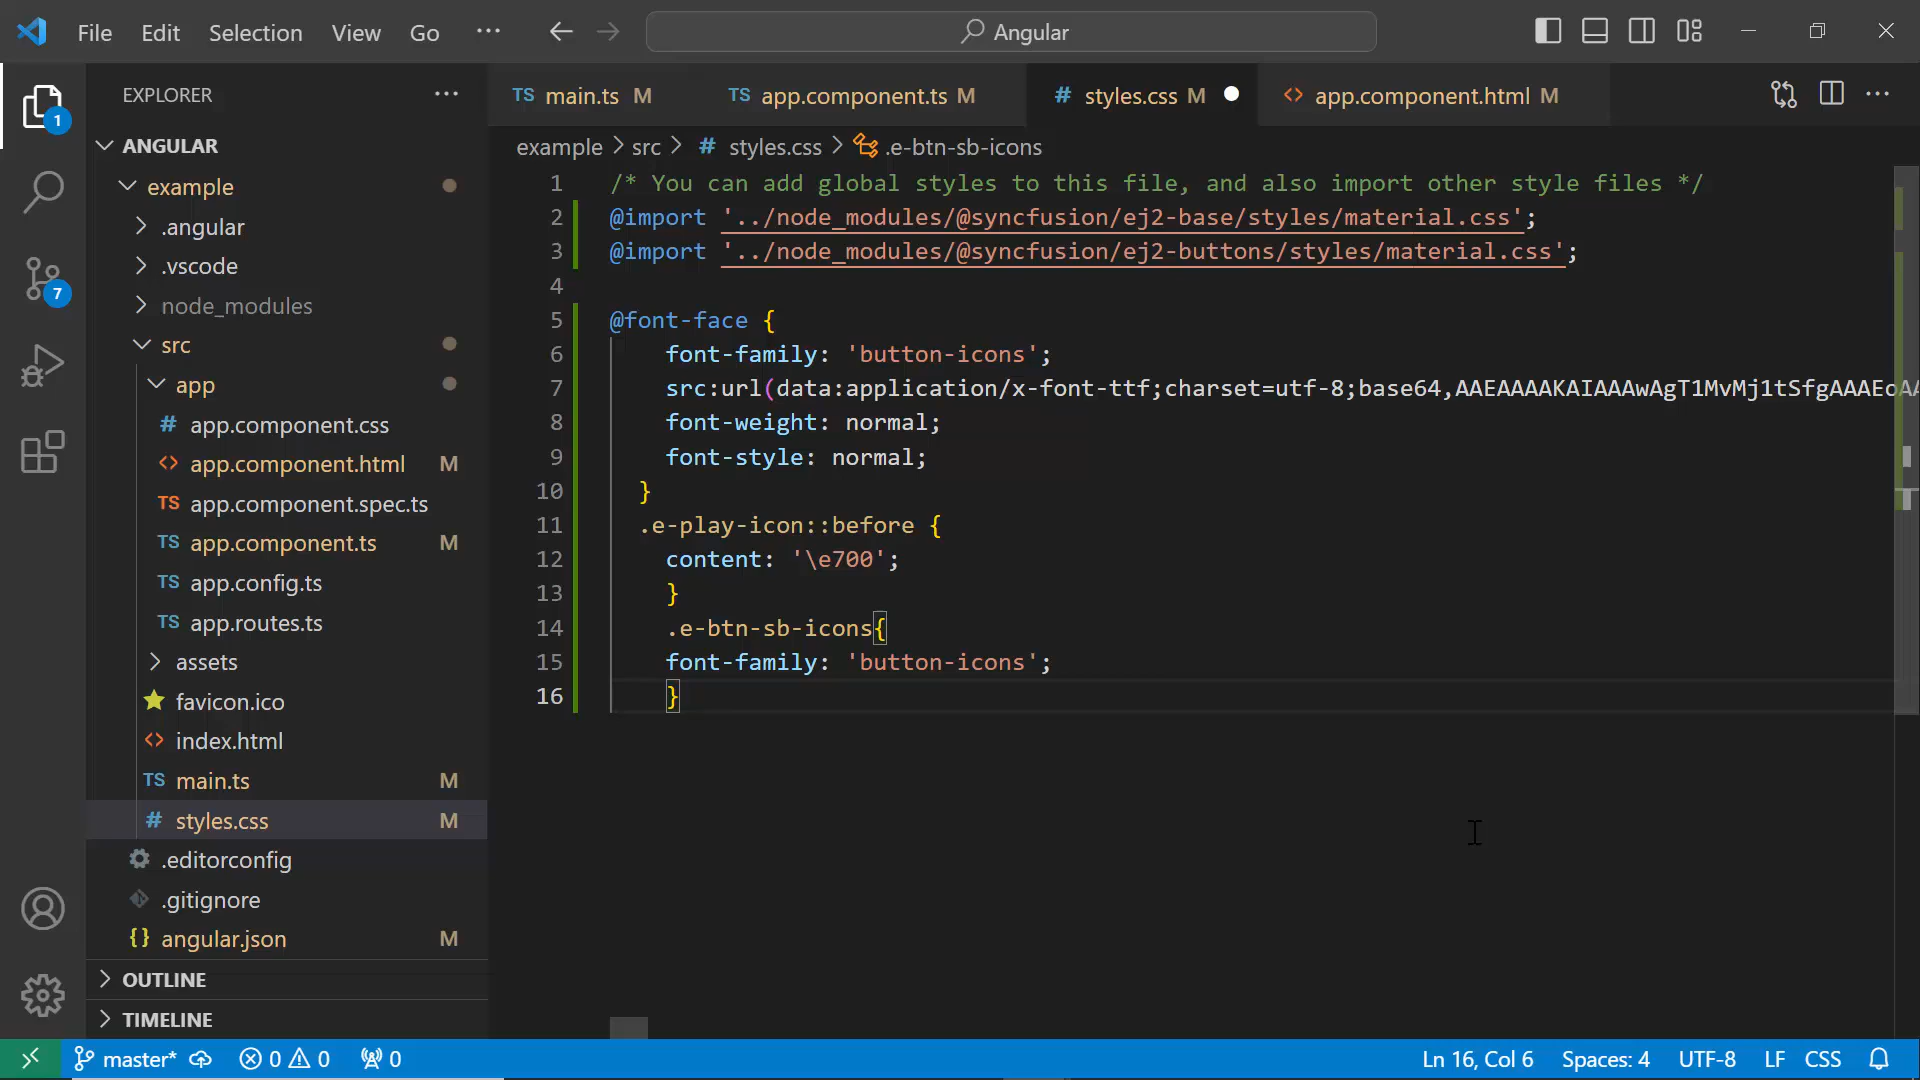 File Edit Selection View Go ··· Angular
EXPLORER ···
1
ANGULAR
example
.angular
.vscode
node_modules
src
app
# app.component.css
<> app.component.html M
TS app.component.spec.ts
TS app.component.ts M
TS app.config.ts
TS app.routes.ts
assets
favicon.ico
<> index.html
TS main.ts M
# styles.css M
.editorconfig
.gitignore
{} angular.json M
OUTLINE
TIMELINE
7
TS main.ts M TS app.component.ts M # styles.css M <> app.component.html M ···
example > src > # styles.css > .e-btn-sb-icons
1 /* You can add global styles to this file, and also import other style files */
2 @import '../node_modules/@syncfusion/ej2-base/styles/material.css';
3 @import '../node_modules/@syncfusion/ej2-buttons/styles/material.css';
4
5 @font-face {
6 font-family: 'button-icons';
7 src:url(data:application/x-font-ttf;charset=utf-8;base64,AAEAAAAKAIAAAwAgT1MvMj1tSfgAAAEoAA
8 font-weight: normal;
9 font-style: normal;
10 }
11 .e-play-icon::before {
12 content: '\e700';
13 }
14 .e-btn-sb-icons{
15 font-family: 'button-icons';
16 }
master* 0 0 0 Ln 16, Col 6 Spaces: 4 UTF-8 LF CSS